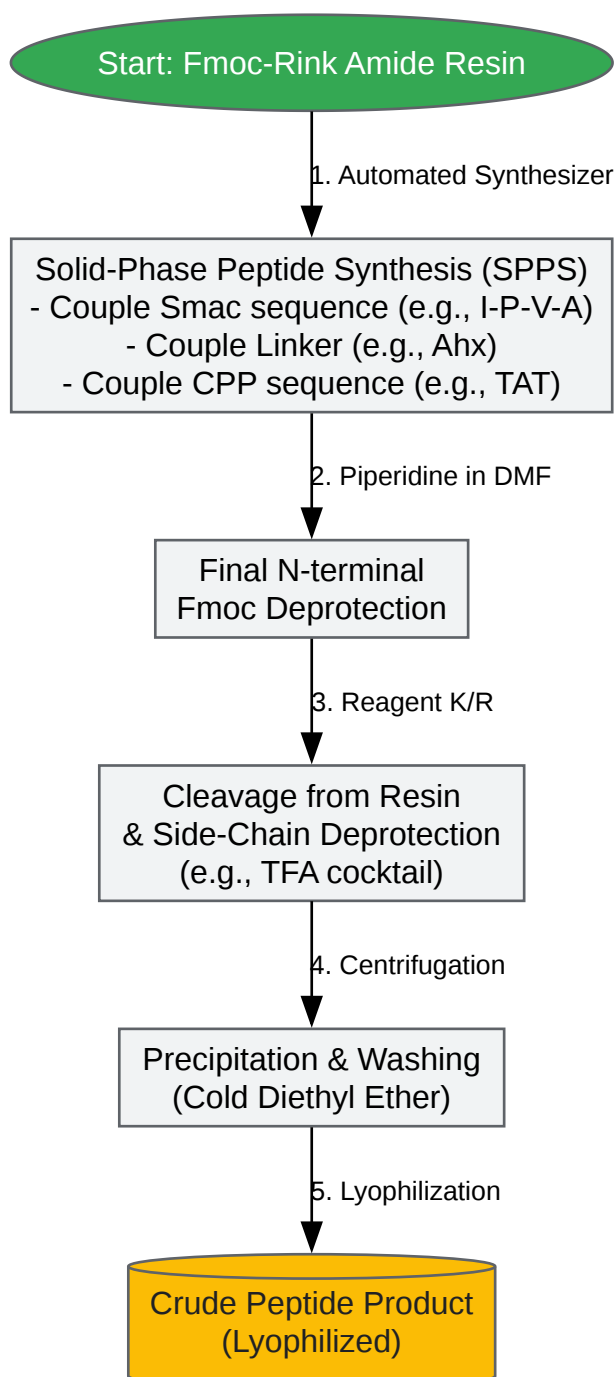 Start: Fmoc-Rink Amide Resin
1. Automated Synthesizer
Solid-Phase Peptide Synthesis (SPPS)
- Couple Smac sequence (e.g., I-P-V-A)
- Couple Linker (e.g., Ahx)
- Couple CPP sequence (e.g., TAT)
2. Piperidine in DMF
Final N-terminal
Fmoc Deprotection
3. Reagent K/R
Cleavage from Resin
& Side-Chain Deprotection
(e.g., TFA cocktail)
4. Centrifugation
Precipitation & Washing
(Cold Diethyl Ether)
5. Lyophilization
Crude Peptide Product
(Lyophilized)